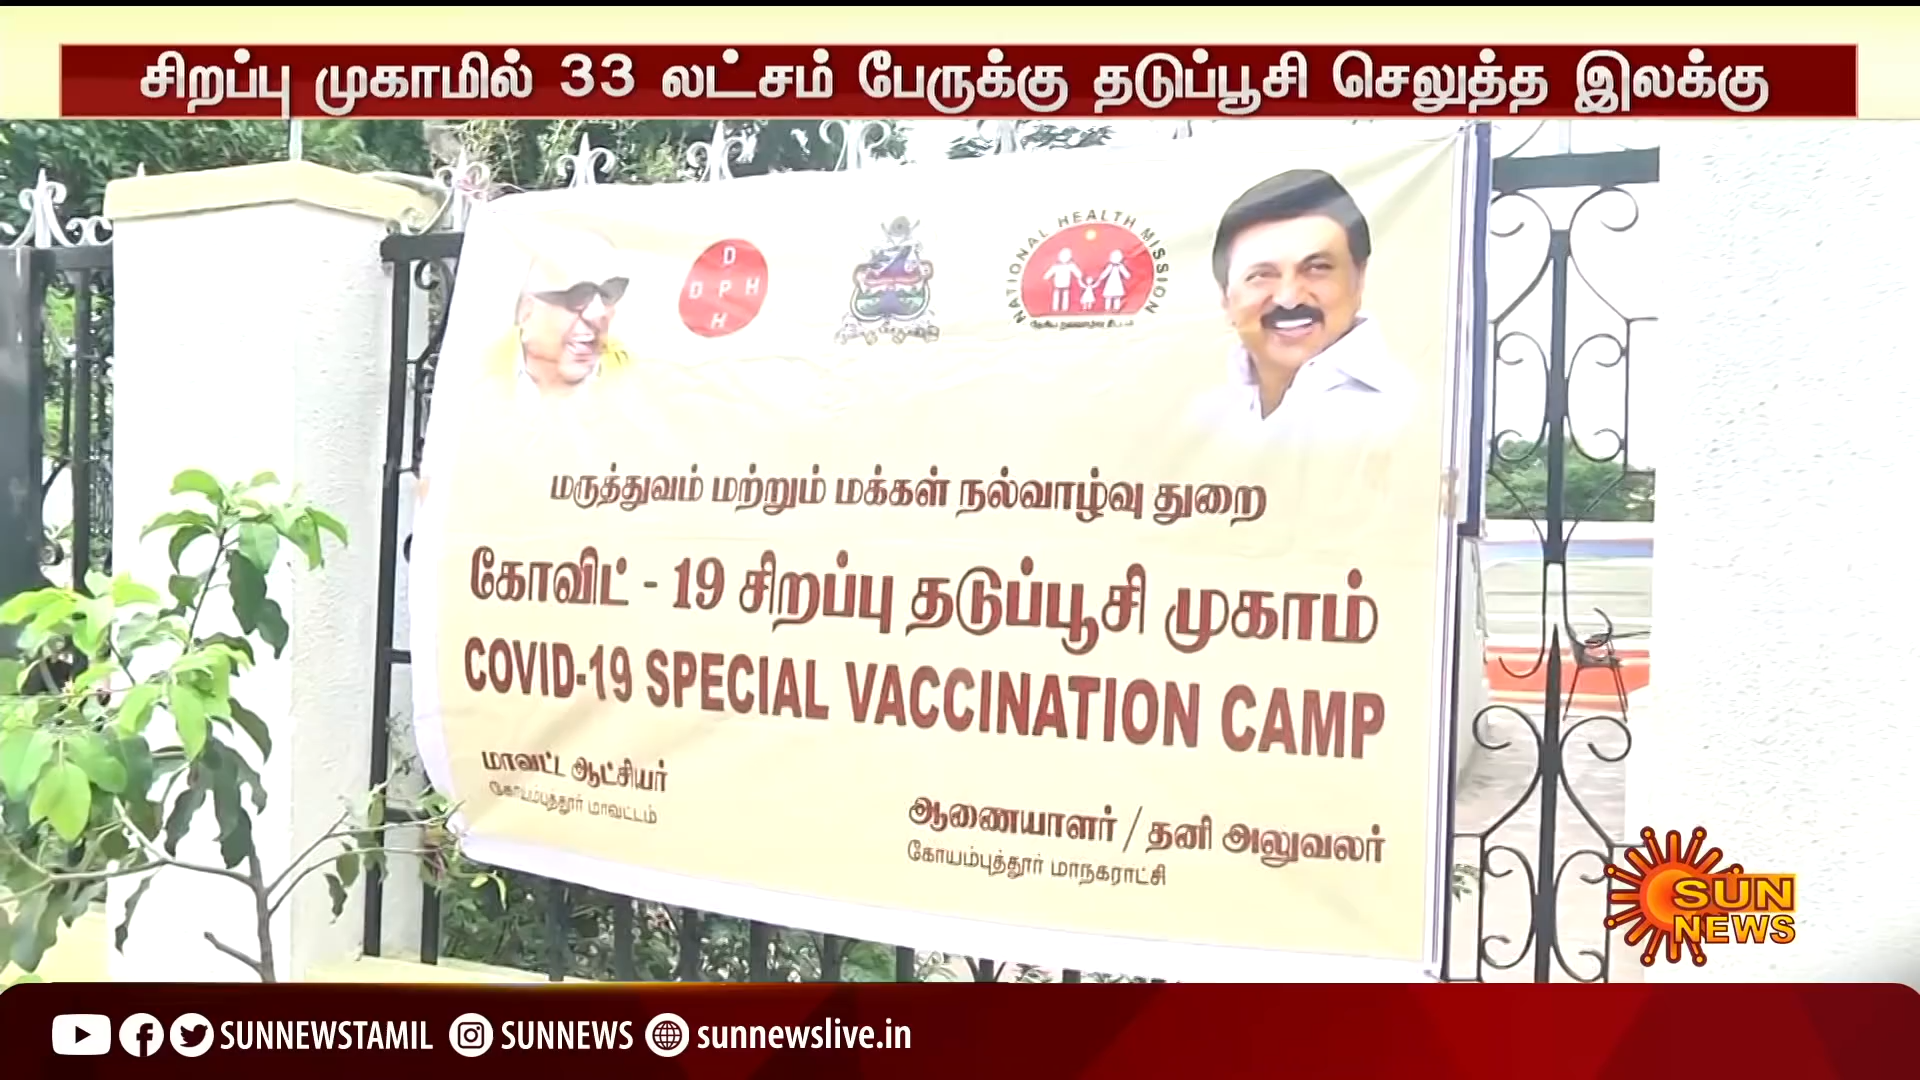 சிறப்பு முகாமில் 33 லட்சம் பேருக்கு தடுப்பூசி செலுத்த இலக்கு
D
D P H
H
NATIONAL HEALTH MISSION
மருத்துவம் மற்றும் மக்கள் நல்வாழ்வு துறை
கோவிட் - 19 சிறப்பு தடுப்பூசி முகாம்
COVID-19 SPECIAL VACCINATION CAMP
மாவட்ட ஆட்சியர்
கோயம்புத்தூர் மாவட்டம்
ஆணையாளர் / தனி அலுவலர்
கோயம்புத்தூர் மாநகராட்சி
SUN
NEWS
SUNNEWSTAMIL SUNNEWS sunnewslive.in